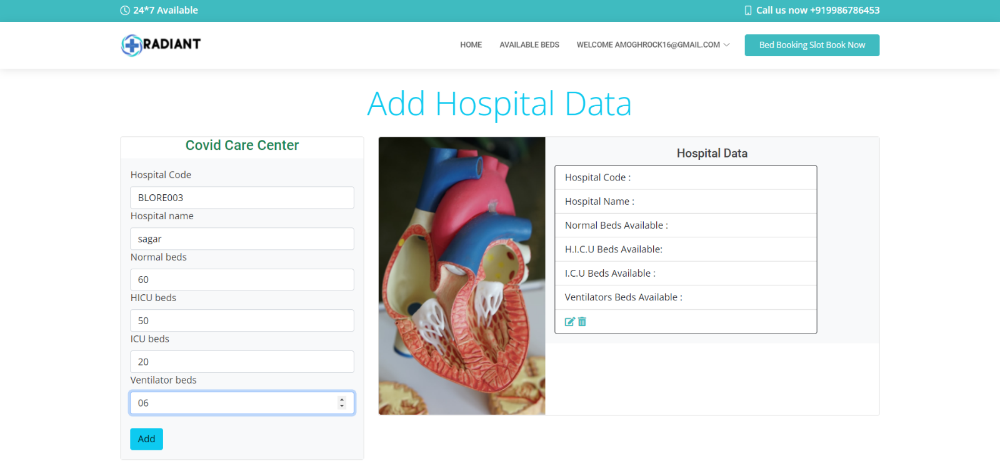 24*7 Available
Call us now +919986786453
RADIANT
HOME
AVAILABLE BEDS
WELCOME AMOGHROCK16@GMAIL.COM
Bed Booking Slot Book Now
Add Hospital Data
Covid Care Center
Hospital Code
BLORE003
Hospital name
sagar
Normal beds
60
HICU beds
50
ICU beds
20
Ventilator beds
06
Add
Hospital Data
Hospital Code :
Hospital Name :
Normal Beds Available :
H.I.C.U Beds Available:
I.C.U Beds Available :
Ventilators Beds Available :